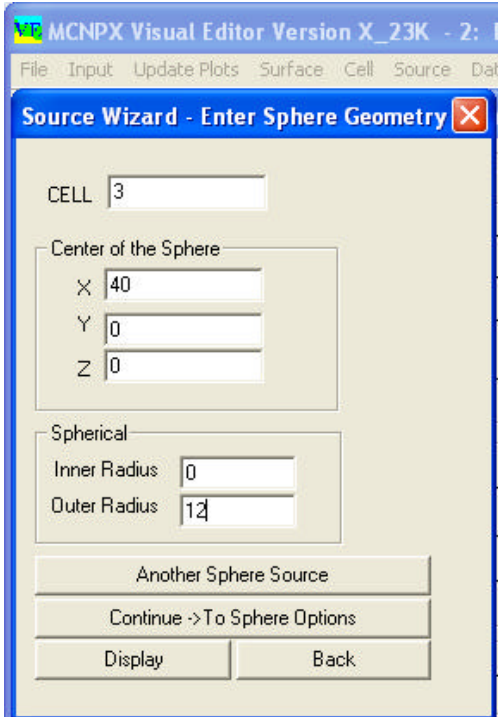 VE MCNPX Visual Editor Version X_23K - 2:
File Input Update Plots Surface Cell Source Dat
Source Wizard - Enter Sphere Geometry
CELL 3
Center of the Sphere
X 40
Y 0
Z 0
Spherical
Inner Radius 0
Outer Radius 12
Another Sphere Source
Continue ->To Sphere Options
Display Back